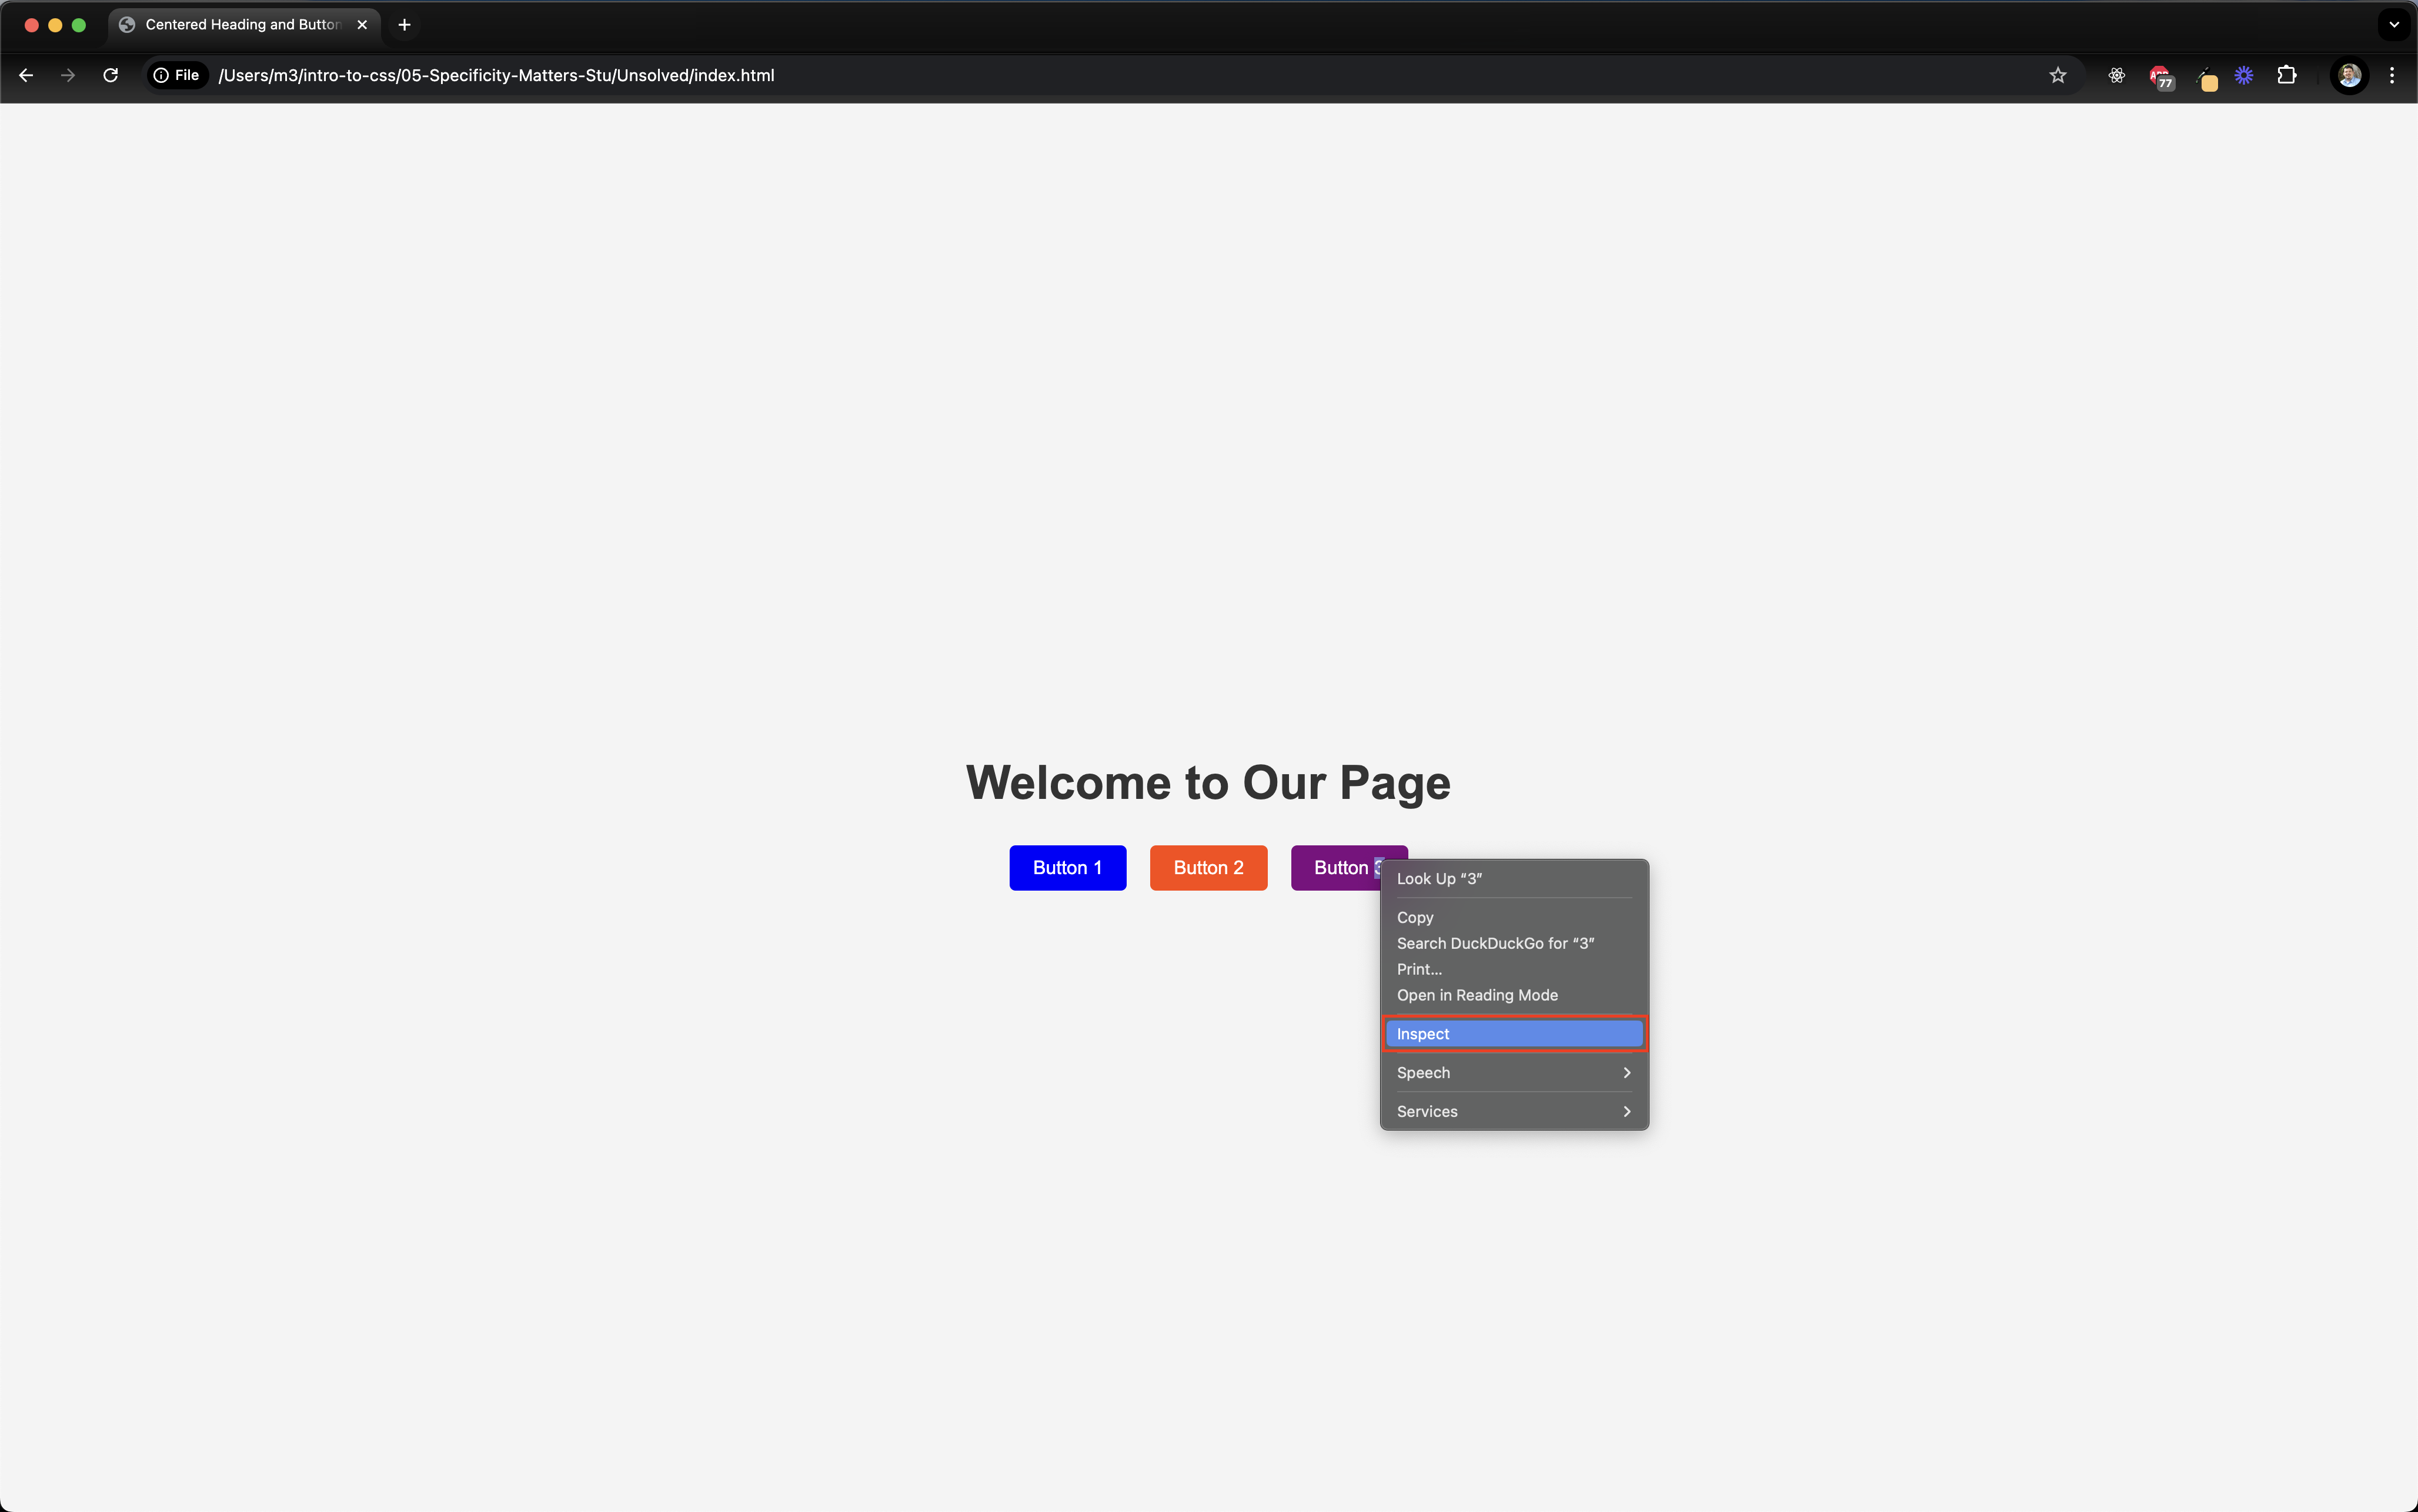 Centered Heading and Button
File /Users/m3/intro-to-css/05-Specificity-Matters-Stu/Unsolved/index.html
77
Welcome to Our Page
Button 1 Button 2 Button 3
Look Up “3”
Copy
Search DuckDuckGo for “3”
Print...
Open in Reading Mode
Inspect
Speech
Services